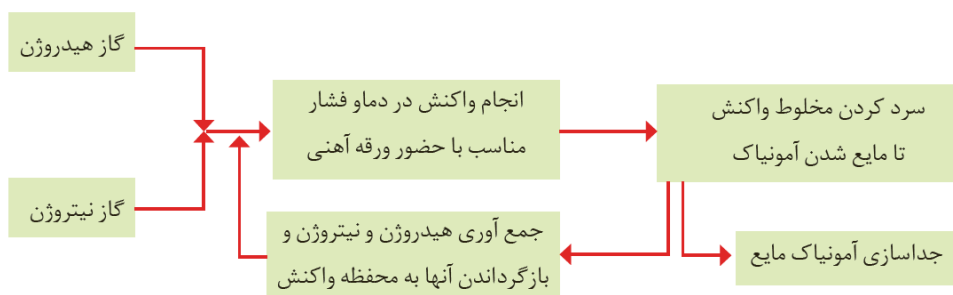 گاز هیدروژن
گاز نیتروژن
انجام واکنش در دماو فشار
مناسب با حضور ورقه آهنی
سرد کردن مخلوط واکنش
تا مایع شدن آمونیاک
جداسازی آمونیاک مایع
جمع آوری هیدروژن و نیتروژن و
بازگرداندن آنها به محفظه واکنش